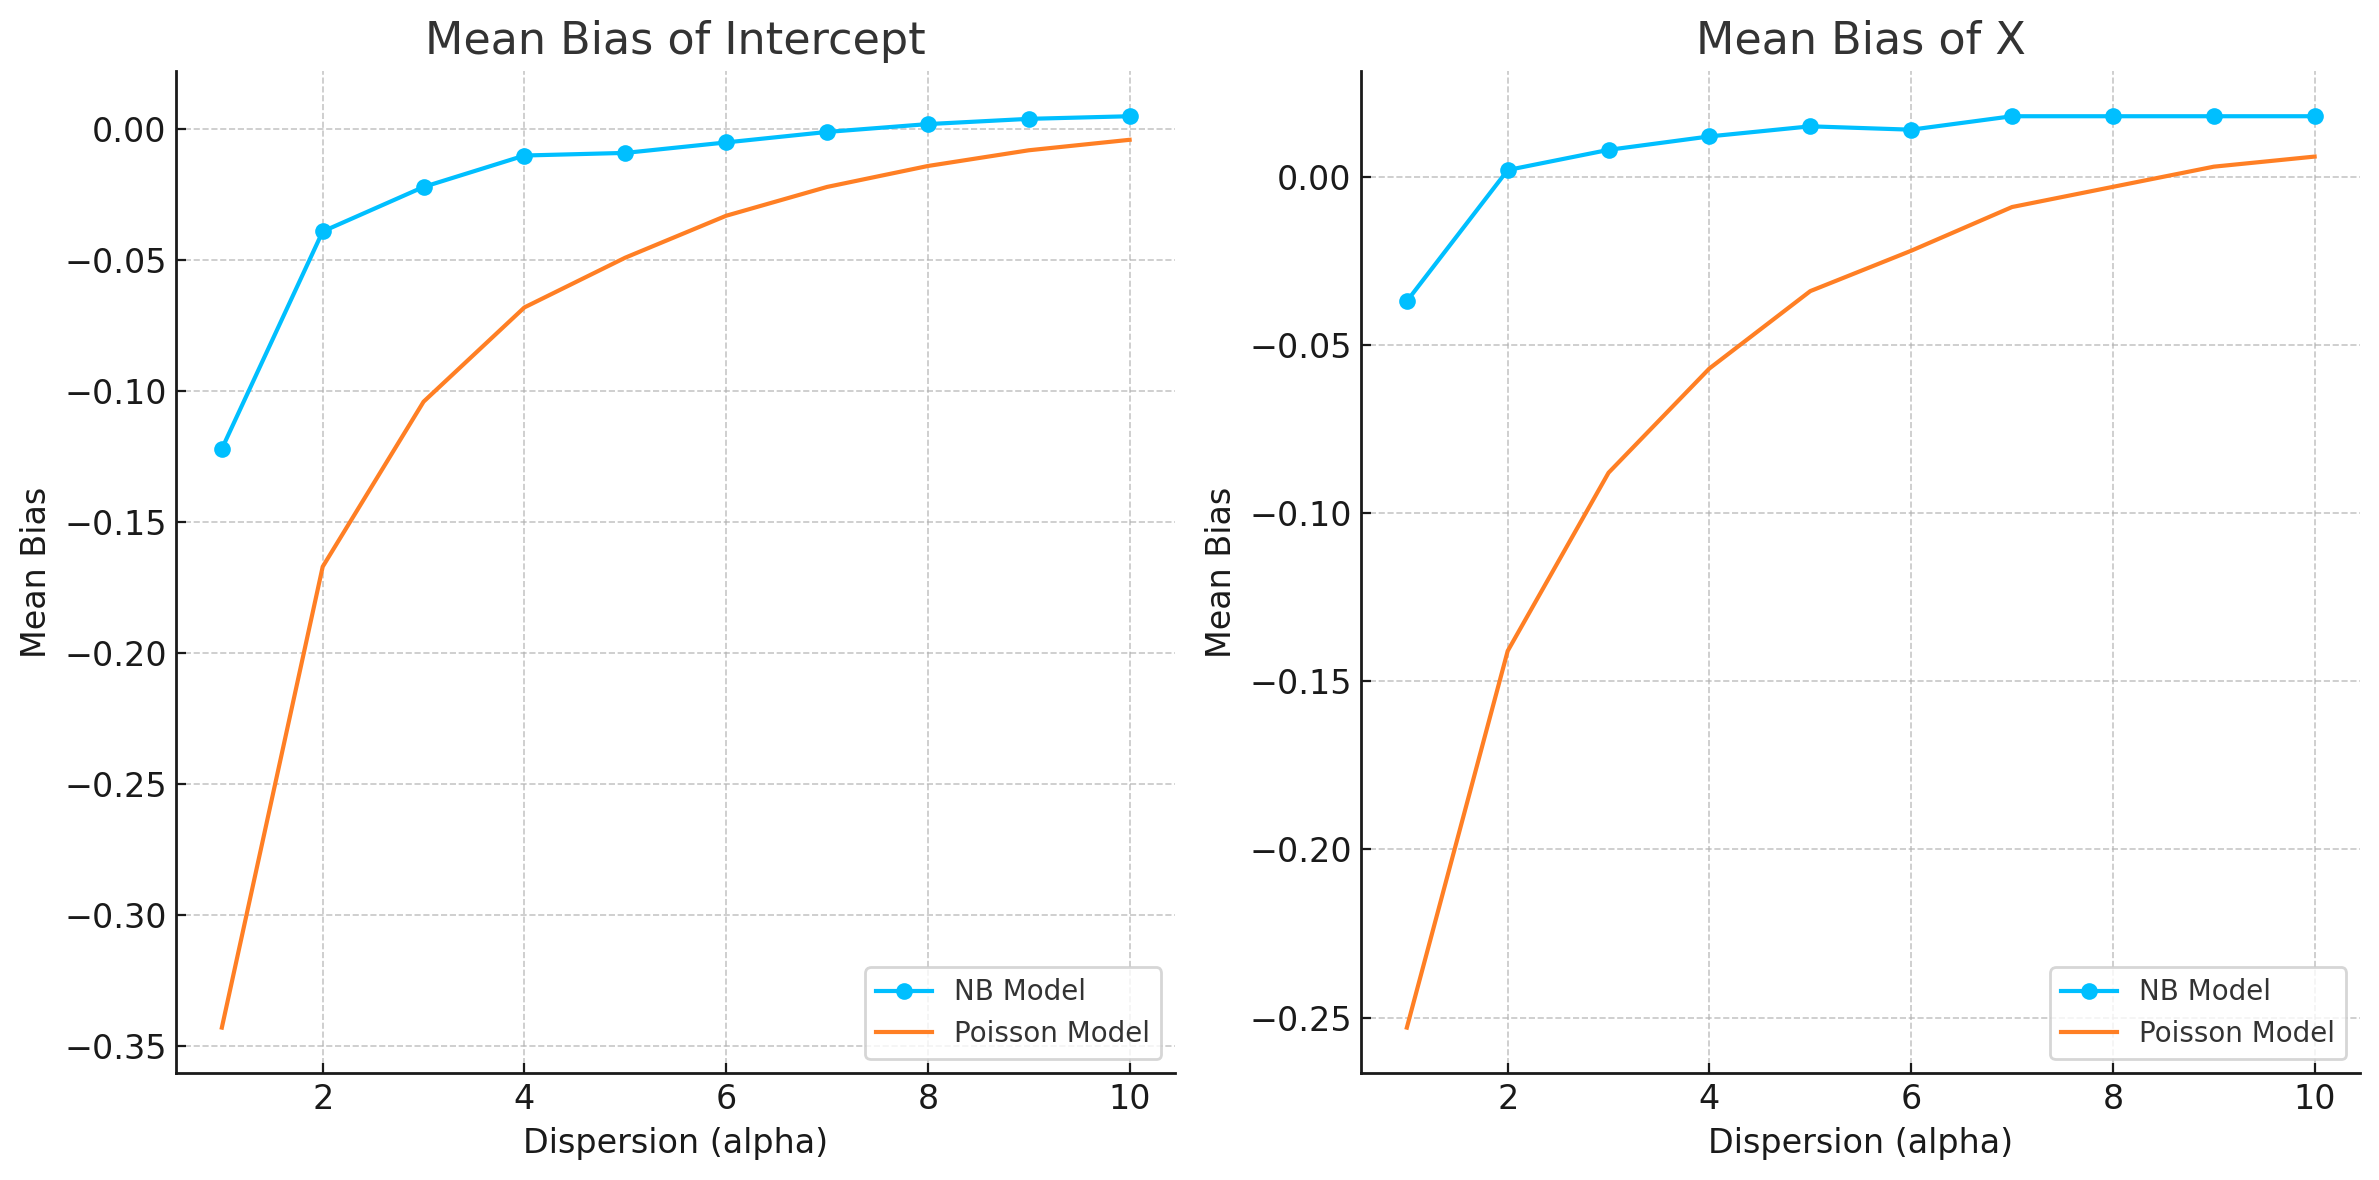 Mean Bias of Intercept
Mean Bias
0.00
−0.05
−0.10
−0.15
−0.20
−0.25
−0.30
−0.35
2 4 6 8 10
Dispersion (alpha)
NB Model
Poisson Model
Mean Bias of X
Mean Bias
0.00
−0.05
−0.10
−0.15
−0.20
−0.25
2 4 6 8 10
Dispersion (alpha)
NB Model
Poisson Model